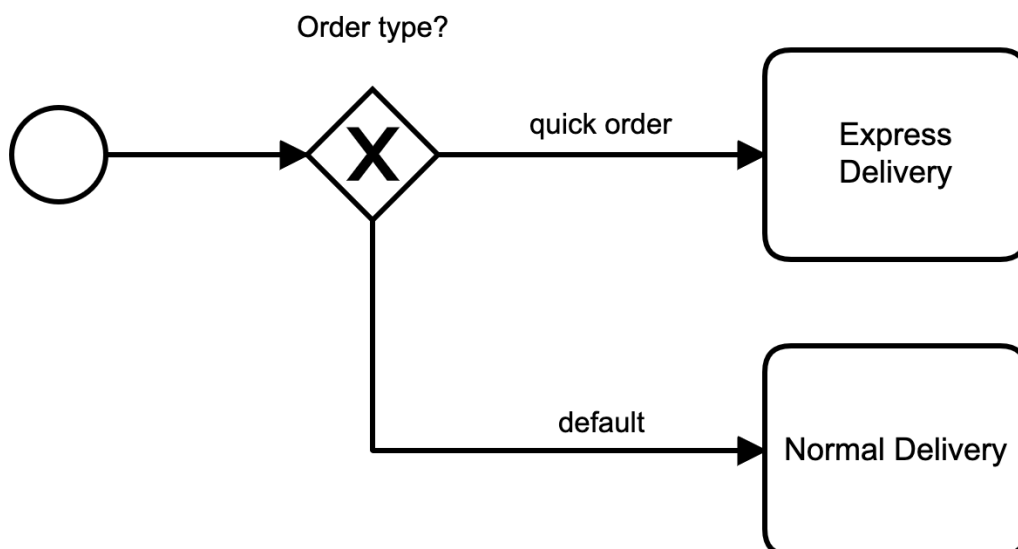 Order type?
X
quick order
Express
Delivery
default
Normal Delivery